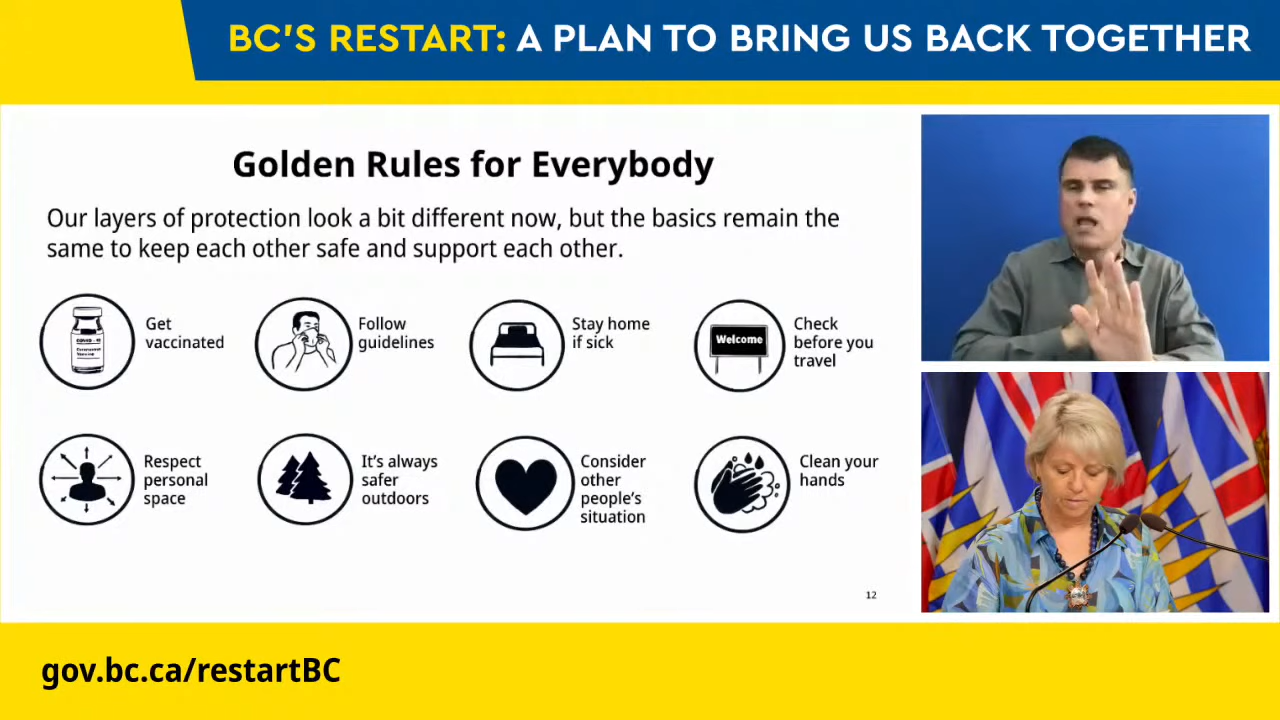 BC'S RESTART: A PLAN TO BRING US BACK TOGETHER
Golden Rules for Everybody
Our layers of protection look a bit different now, but the basics remain the
same to keep each other safe and support each other.
Get
vaccinated
Follow
guidelines
Stay home
if sick
Welcome
Check
before you
travel
Respect
personal
space
It's always
safer
outdoors
Consider
other
people's
situation
Clean your
hands
12
gov.bc.ca/restartBC